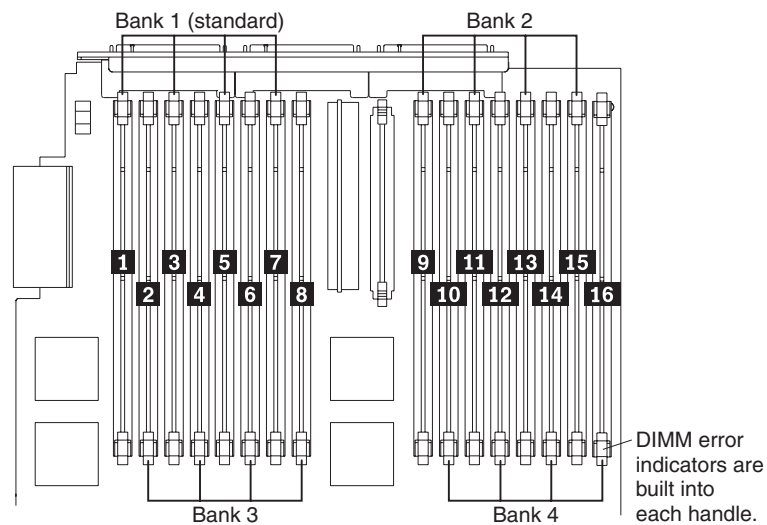 Bank 1 (standard)
Bank 2
1 3 5 7 9 11 13 15
2 4 6 8 10 12 14 16
DIMM error
indicators are
built into
each handle.
Bank 3
Bank 4